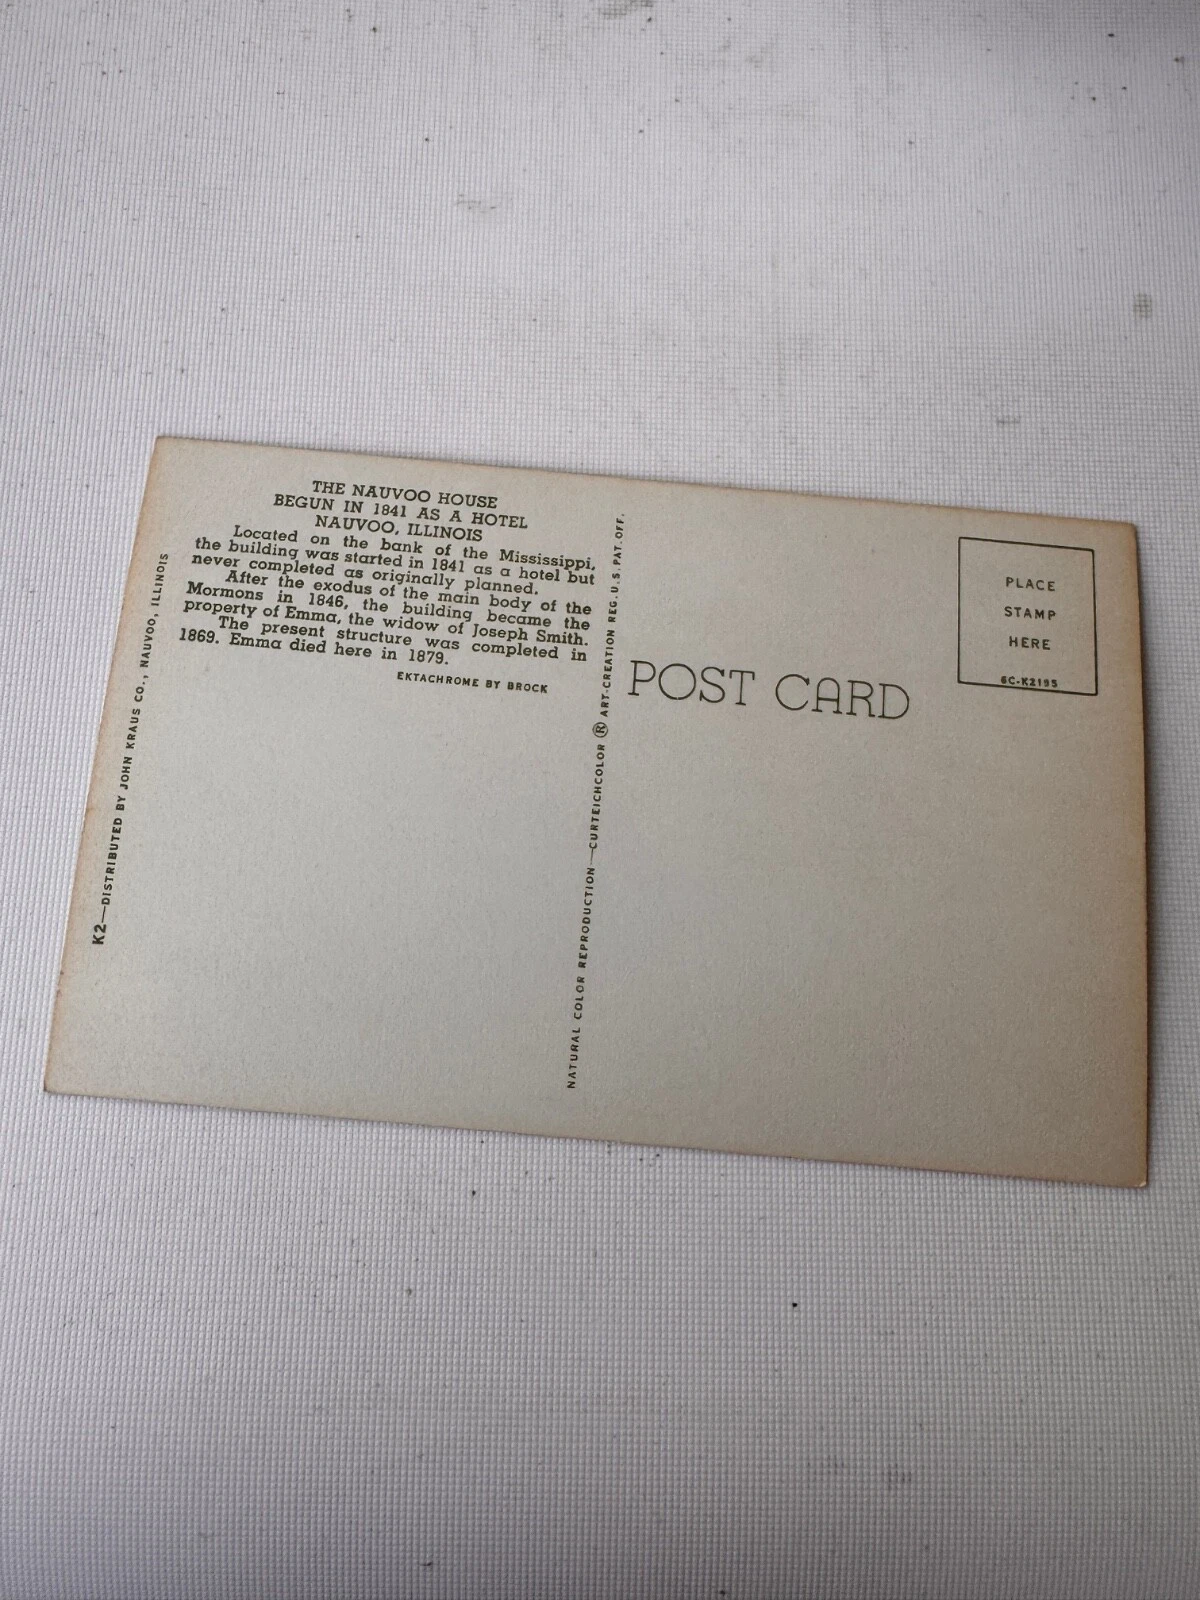 THE NAUVOO HOUSE
BEGUN IN 1841 AS A HOTEL
NAUVOO, ILLINOIS
Located on the bank of the Mississippi,
the building was started in 1841 as a hotel but
never completed as originally planned.
After the exodus of the main body of the
Mormons in 1846, the building became the
property of Emma, the widow of Joseph Smith.
The present structure was completed in
1869. Emma died here in 1879.
EKTACHROME BY BROCK
K2—DISTRIBUTED BY JOHN KRAUS CO., NAUVOO, ILLINOIS
NATURAL COLOR REPRODUCTION—CURTEICHCOLOR ® ART-CREATION REG. U.S. PAT. OFF.
POST CARD
PLACE
STAMP
HERE
6C-K2195